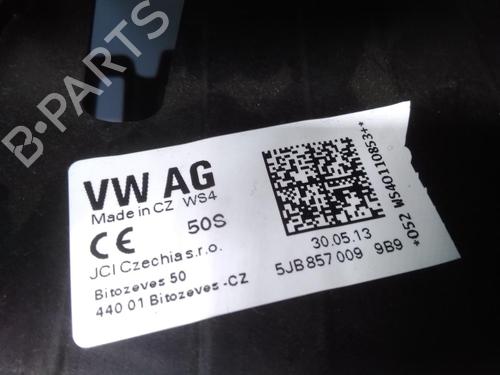 B-PARTS
VW AG
Made in CZ WS4
CE 50S
JCI Czechia s.r.o.
Bitozeves 50
440 01 Bitozeves -CZ
30.05.13
5JB 857 009 9B9
*052 WS40110853**